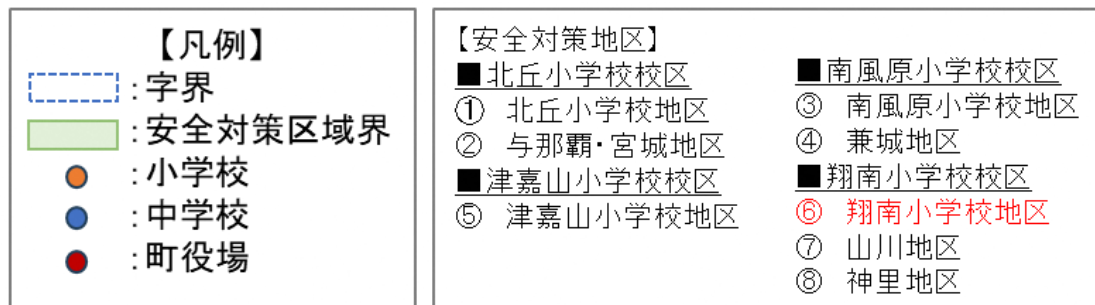 【凡例】
:字界
:安全対策区域界
:小学校
:中学校
:町役場
【安全対策地区】
■北丘小学校校区
① 北丘小学校地区
② 与那覇・宮城地区
■津嘉山小学校校区
⑤ 津嘉山小学校地区
■南風原小学校校区
③ 南風原小学校地区
④ 兼城地区
■翔南小学校校区
⑥ 翔南小学校地区
⑦ 山川地区
⑧ 神里地区